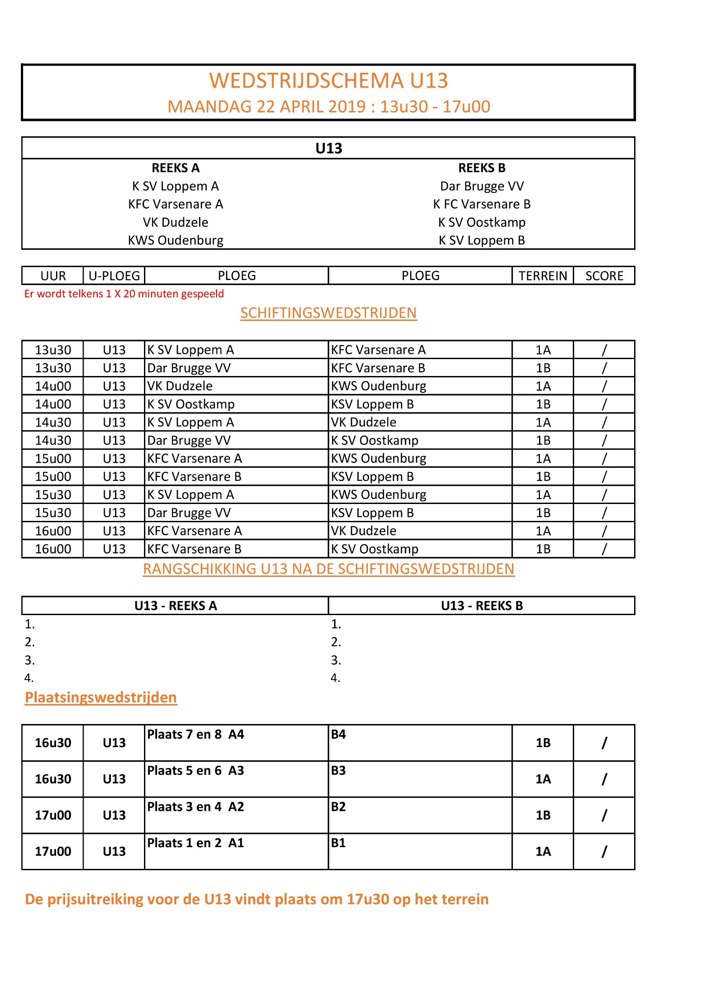 WEDSTRIJDSCHEMA U13
MAANDAG 22 APRIL 2019 : 13u30 - 17u00
U13
REEKS A REEKS B
K SV Loppem A Dar Brugge VV
KFC Varsenare A K FC Varsenare B
VK Dudzele K SV Oostkamp
KWS Oudenburg K SV Loppem B
UUR U-PLOEG PLOEG PLOEG TERREIN SCORE
Er wordt telkens 1 X 20 minuten gespeeld
SCHIFTINGSWEDSTRIJDEN
13u30 U13 K SV Loppem A KFC Varsenare A 1A /
13u30 U13 Dar Brugge VV KFC Varsenare B 1B /
14u00 U13 VK Dudzele KWS Oudenburg 1A /
14u00 U13 K SV Oostkamp KSV Loppem B 1B /
14u30 U13 K SV Loppem A VK Dudzele 1A /
14u30 U13 Dar Brugge VV K SV Oostkamp 1B /
15u00 U13 KFC Varsenare A KWS Oudenburg 1A /
15u00 U13 KFC Varsenare B KSV Loppem B 1B /
15u30 U13 K SV Loppem A KWS Oudenburg 1A /
15u30 U13 Dar Brugge VV KSV Loppem B 1B /
16u00 U13 KFC Varsenare A VK Dudzele 1A /
16u00 U13 KFC Varsenare B K SV Oostkamp 1B /
RANGSCHIKKING U13 NA DE SCHIFTINGSWEDSTRIJDEN
U13 - REEKS A U13 - REEKS B
1. 1.
2. 2.
3. 3.
4. 4.
Plaatsingswedstrijden
16u30 U13 Plaats 7 en 8 A4 B4 1B /
16u30 U13 Plaats 5 en 6 A3 B3 1A /
17u00 U13 Plaats 3 en 4 A2 B2 1B /
17u00 U13 Plaats 1 en 2 A1 B1 1A /
De prijsuitreiking voor de U13 vindt plaats om 17u30 op het terrein